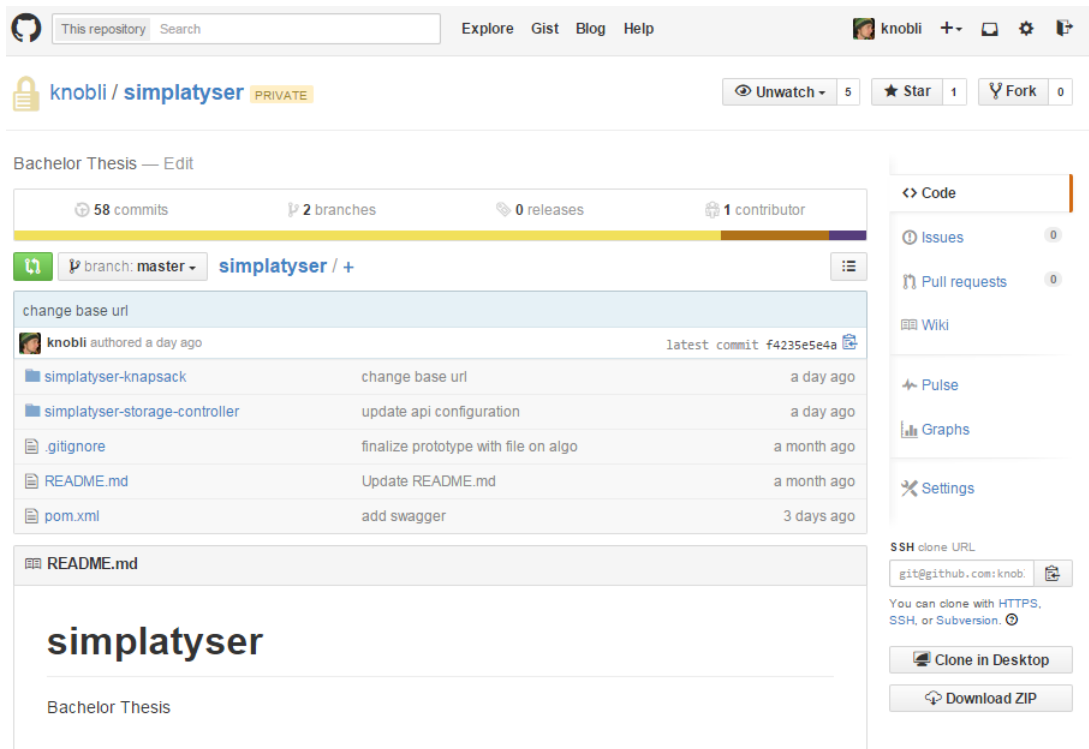 This repository Search Explore Gist Blog Help knobli
knobli / simplatyser PRIVATE Unwatch 5 Star 1 Fork 0
Bachelor Thesis — Edit
58 commits 2 branches 0 releases 1 contributor
branch: master simplatyser / +
change base url
knobli authored a day ago latest commit f4235e5e4a
simplatyser-knapsack change base url a day ago
simplatyser-storage-controller update api configuration a day ago
.gitignore finalize prototype with file on algo a month ago
README.md Update README.md a month ago
pom.xml add swagger 3 days ago
README.md
simplatyser
Bachelor Thesis
Code
Issues 0
Pull requests 0
Wiki
Pulse
Graphs
Settings
SSH clone URL
git@github.com:knob
You can clone with HTTPS,
SSH, or Subversion.
Clone in Desktop
Download ZIP